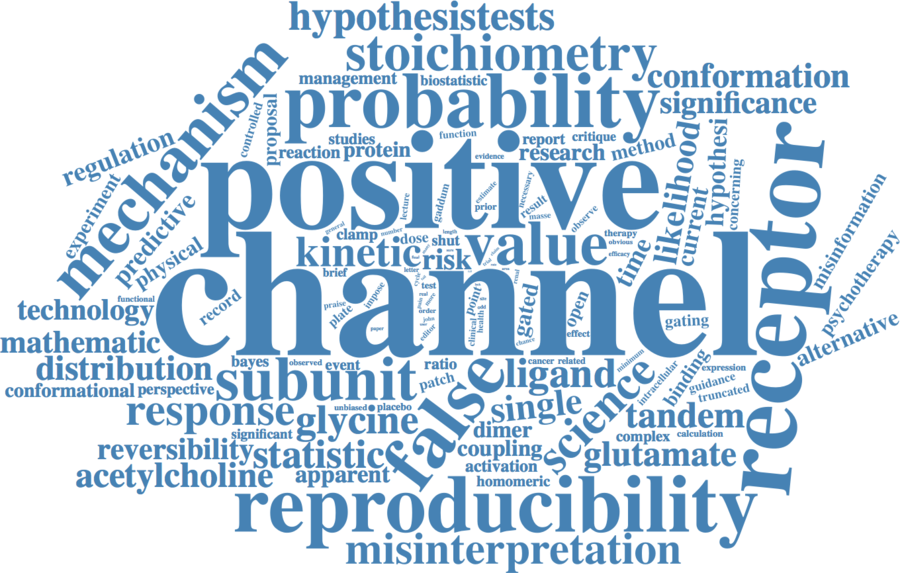 hypothesistests
stoichiometry
management
biostatistic
conformation
probability
significance
mechanism
controlled
proposal
regulation
studies
function
report
critique
reaction
protein
evidence
research
method
likelihood
hypothesi
positive
receptor
experiment
predictive
physical
lecture
gaddum
estimate
prior
necessary
result
masse
observe
current
concerning
misinformation
clamp
general
number
dose
length
shut
value
therapy
obvious
efficacy
time
kinetic
risk
brief
letter
cycle
test
psychotherapy
functional
technology
record
channel
praise
plate
impose
real
order
john
editor
paper
point
clinical
health
old
gated
chance
open
effect
gating
alternative
mathematic
distribution
bayes
observed
event
ratio
cancer
related
minimum
expression
conformational
perspective
subunit
patch
false
ligand
science
intracellular
binding
guidance
truncated
response
unbiased
placebo
glycine
single
tandem
significant
dimer
complex
calculation
reversibility
statistic
coupling
glutamate
acetylcholine
apparent
activation
homomeric
reproducibility
misinterpretation